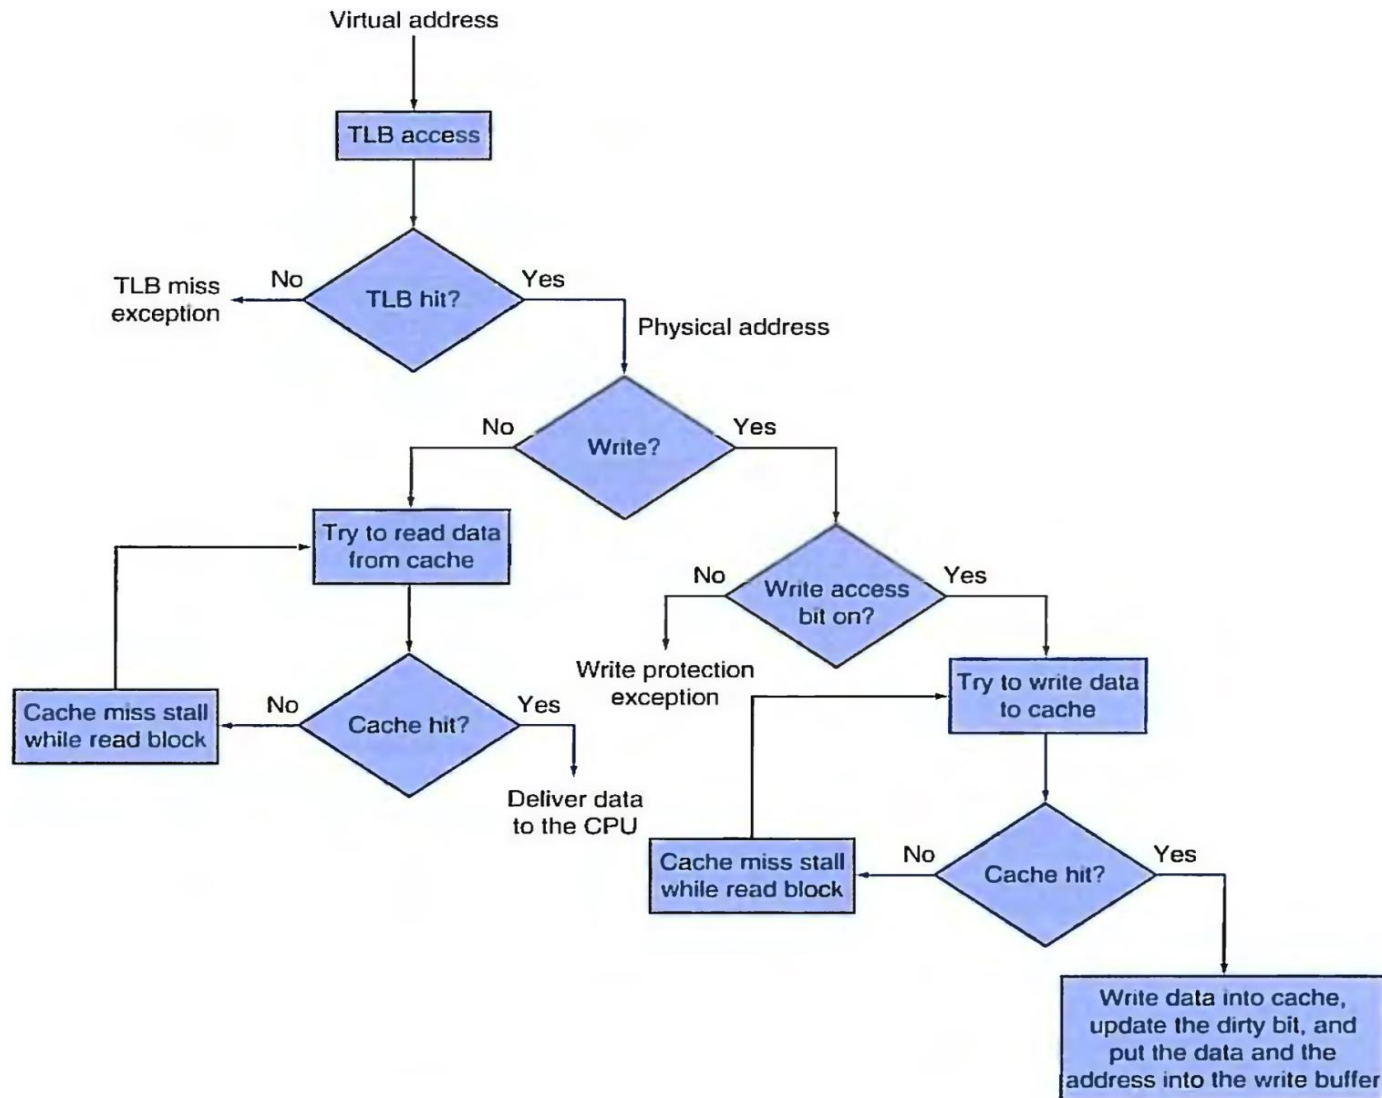 Virtual address
TLB access
TLB hit?
No
Yes
TLB miss
exception
Physical address
Write?
No
Yes
Try to read data
from cache
Write access
bit on?
No
Yes
Write protection
exception
Try to write data
to cache
Cache hit?
No
Yes
Cache miss stall
while read block
Deliver data
to the CPU
Cache hit?
No
Yes
Cache miss stall
while read block
Write data into cache,
update the dirty bit, and
put the data and the
address into the write buffer